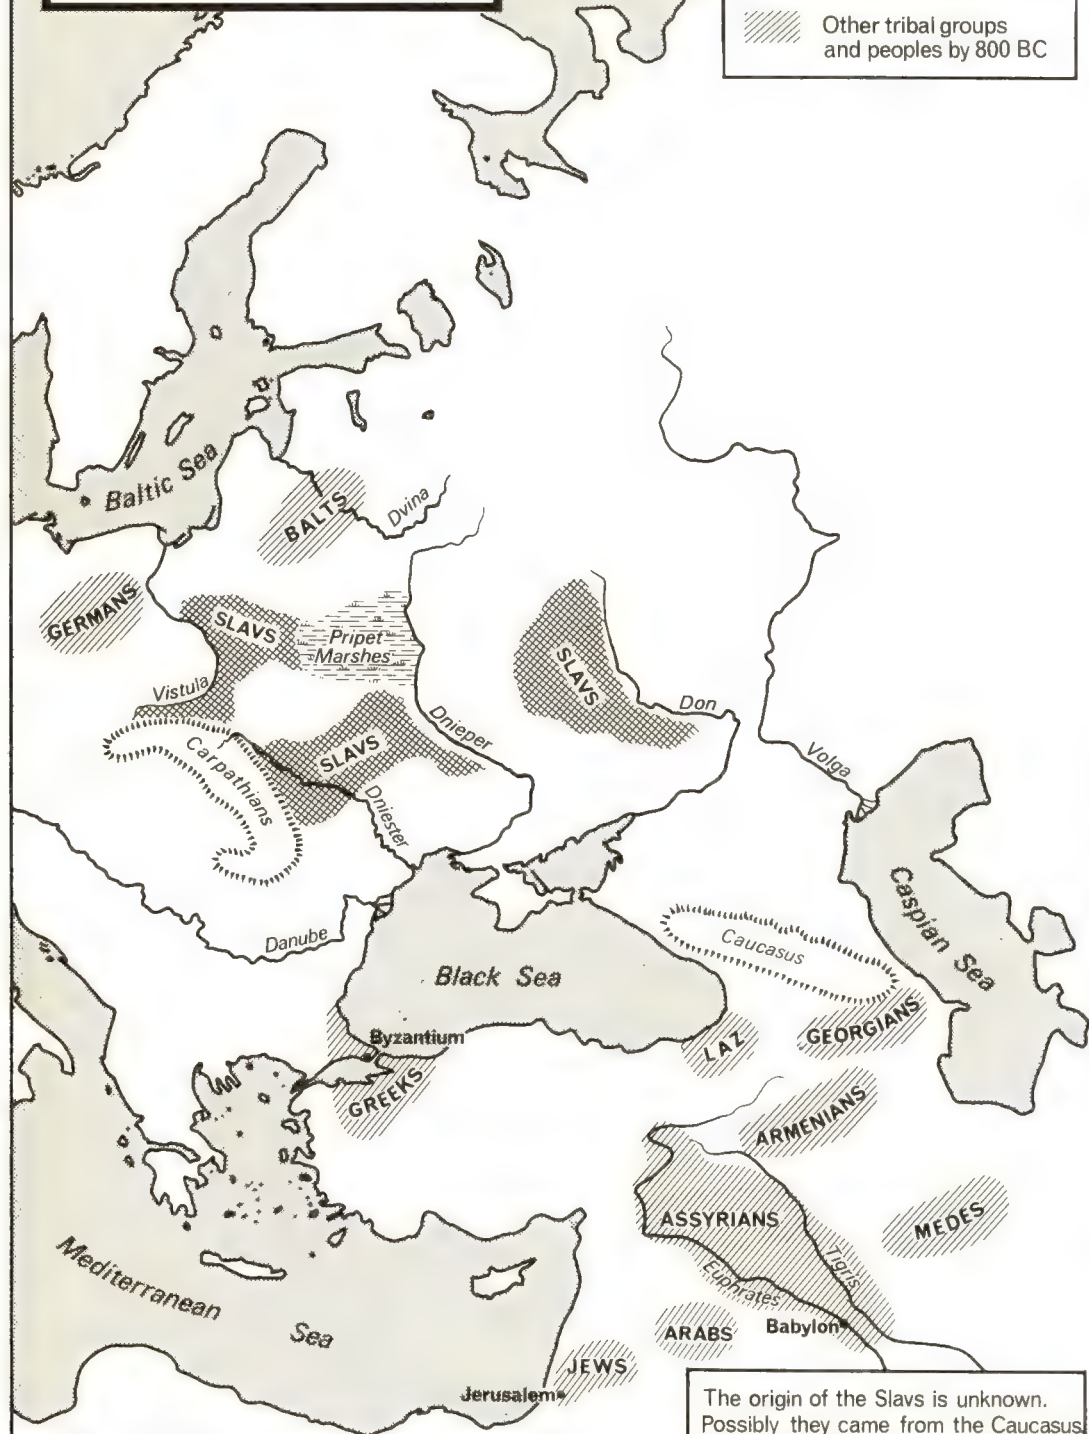 Other tribal groups
and peoples by 800 BC
Baltic Sea
BALTS
Dvina
GERMANS
SLAVS
Pripet
Marshes
SLAVS
Vistula
Don
Dnieper
Carpathians
SLAVS
Volga
Dniester
Caspian Sea
Danube
Caucasus
Black Sea
GEORGIANS
Byzantium
LAZ
GREEKS
ARMENIANS
ASSYRIANS
MEDES
Mediterranean
Sea
Tigris
Euphrates
Babylon
ARABS
JEWS
Jerusalem
The origin of the Slavs is unknown.
Possibly they came from the Caucasus